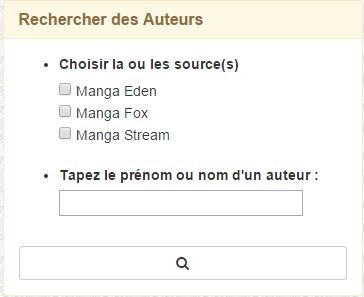 Rechercher des Auteurs
Choisir la ou les source(s)
Manga Eden
Manga Fox
Manga Stream
Tapez le prénom ou nom d'un auteur :